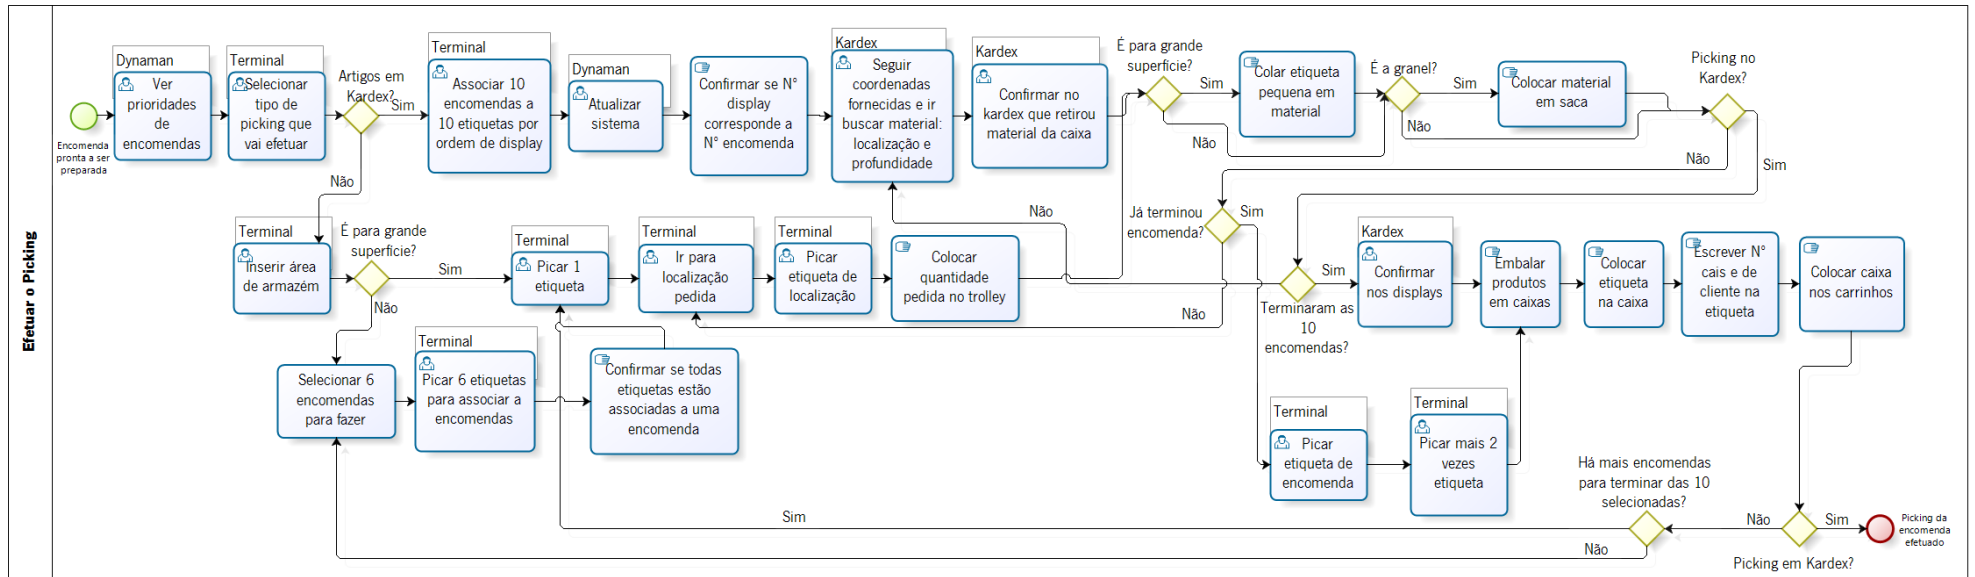 Efetuar o Picking
Encomenda
pronta a ser
preparada
Dynaman
Ver
prioridades
de
encomendas
Terminal
Selecionar
tipo de
picking que
vai efetuar
Artigos em
Kardex?
Sim
Não
Terminal
Associar 10
encomendas a
10 etiquetas por
ordem de display
Dynaman
Atualizar
sistema
Confirmar se N°
display
corresponde a
N° encomenda
Kardex
Seguir
coordenadas
fornecidas e ir
buscar material:
localização e
profundidade
Kardex
Confirmar no
kardex que retirou
material da caixa
É para grande
superfície?
Sim
Não
Colar etiqueta
pequena em
material
É a granel?
Sim
Não
Colocar material
em saca
Picking no
Kardex?
Não
Sim
Terminal
Inserir área
de armazém
É para grande
superfície?
Sim
Não
Terminal
Picar 1
etiqueta
Terminal
Ir para
localização
pedida
Terminal
Picar
etiqueta de
localização
Colocar
quantidade
pedida no trolley
Já terminou
encomenda?
Sim
Não
Não
Sim
Terminaram as
10
encomendas?
Kardex
Confirmar
nos displays
Embalar
produtos
em caixas
Colocar
etiqueta
na caixa
Escrever N°
cais e de
cliente na
etiqueta
Colocar caixa
nos carrinhos
Selecionar 6
encomendas
para fazer
Terminal
Picar 6 etiquetas
para associar a
encomendas
Confirmar se todas
etiquetas estão
associadas a uma
encomenda
Terminal
Picar
etiqueta de
encomenda
Terminal
Picar mais 2
vezes
etiqueta
Há mais encomendas
para terminar das 10
selecionadas?
Sim
Não
Não
Sim
Picking em Kardex?
Picking da
encomenda
efetuado